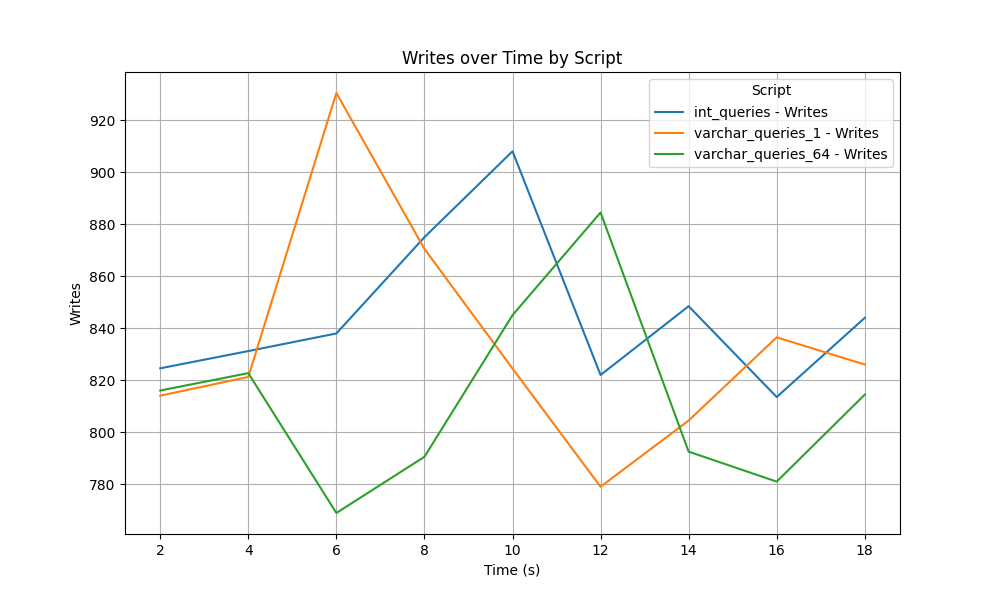 Writes over Time by Script
Script
int_queries - Writes
varchar_queries_1 - Writes
varchar_queries_64 - Writes
920
900
880
860
840
820
800
780
Writes
2 4 6 8 10 12 14 16 18
Time (s)